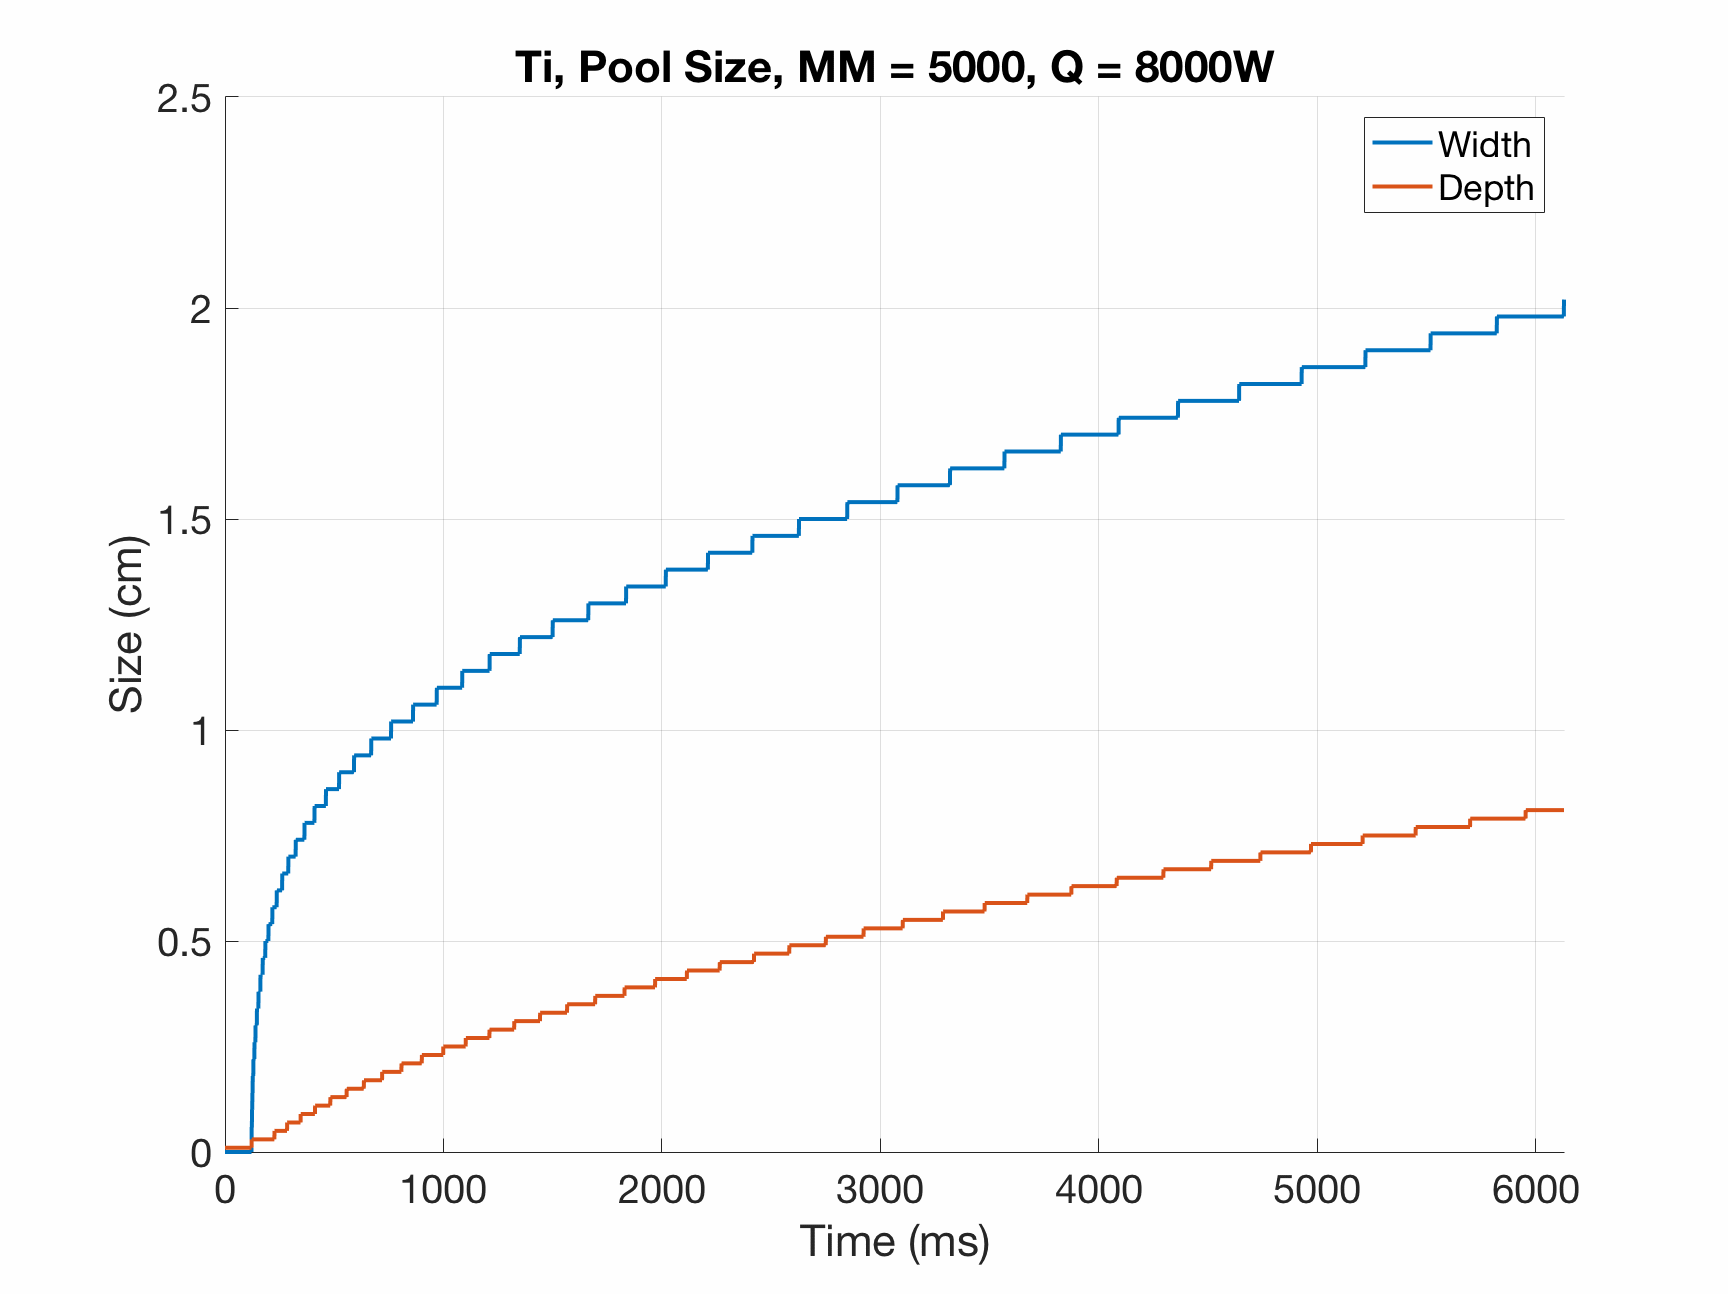 Ti, Pool Size, MM = 5000, Q = 8000W
2.5
2
1.5
1
0.5
0
Size (cm)
Width
Depth
0 1000 2000 3000 4000 5000 6000
Time (ms)